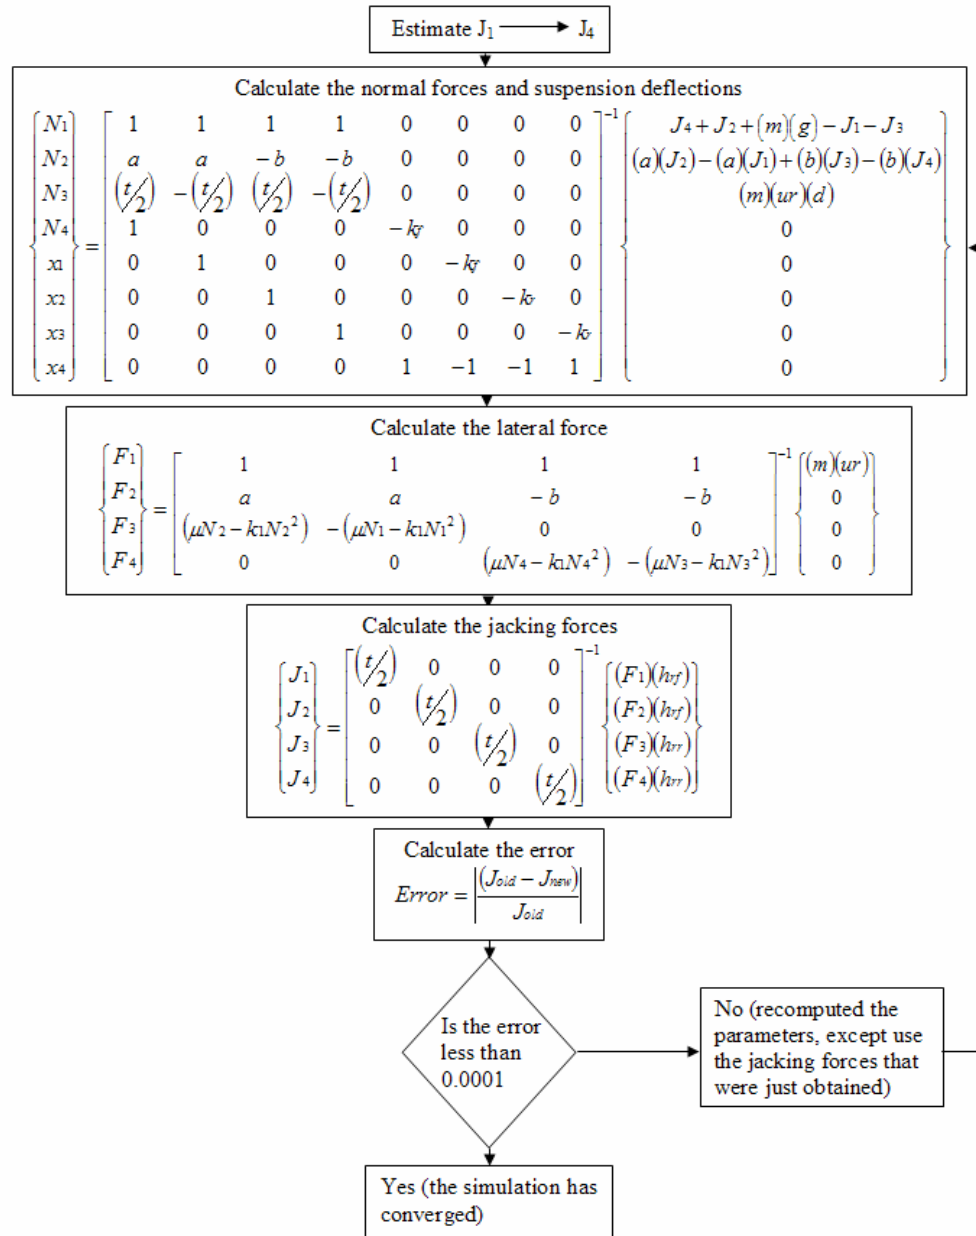 Estimate J₁ ⟶ J₄
Calculate the normal forces and suspension deflections
{N₁ N₂ N₃ N₄ x₁ x₂ x₃ x₄} =
[1 1 1 1 0 0 0 0
a a −b −b 0 0 0 0
(t/2) −(t/2) (t/2) −(t/2) 0 0 0 0
1 0 0 0 −kf 0 0 0
0 1 0 0 0 −kf 0 0
0 0 1 0 0 0 −kr 0
0 0 0 1 0 0 0 −kr
0 0 0 0 1 −1 −1 1]⁻¹
{J₄ + J₂ + (m)(g) − J₁ − J₃
(a)(J₂) − (a)(J₁) + (b)(J₃) − (b)(J₄)
(m)(ur)(d)
0
0
0
0
0}
Calculate the lateral force
{F₁ F₂ F₃ F₄} =
[1 1 1 1
a a −b −b
(μN₂ − k₁N₂²) −(μN₁ − k₁N₁²) 0 0
0 0 (μN₄ − k₁N₄²) −(μN₃ − k₁N₃²)]⁻¹
{(m)(ur)
0
0
0}
Calculate the jacking forces
{J₁ J₂ J₃ J₄} =
[(t/2) 0 0 0
0 (t/2) 0 0
0 0 (t/2) 0
0 0 0 (t/2)]⁻¹
{(F₁)(hrf)
(F₂)(hrf)
(F₃)(hrr)
(F₄)(hrr)}
Calculate the error
Error = |(Jold − Jnew) / Jold|
Is the error
less than
0.0001
No (recomputed the
parameters, except use
the jacking forces that
were just obtained)
Yes (the simulation has
converged)